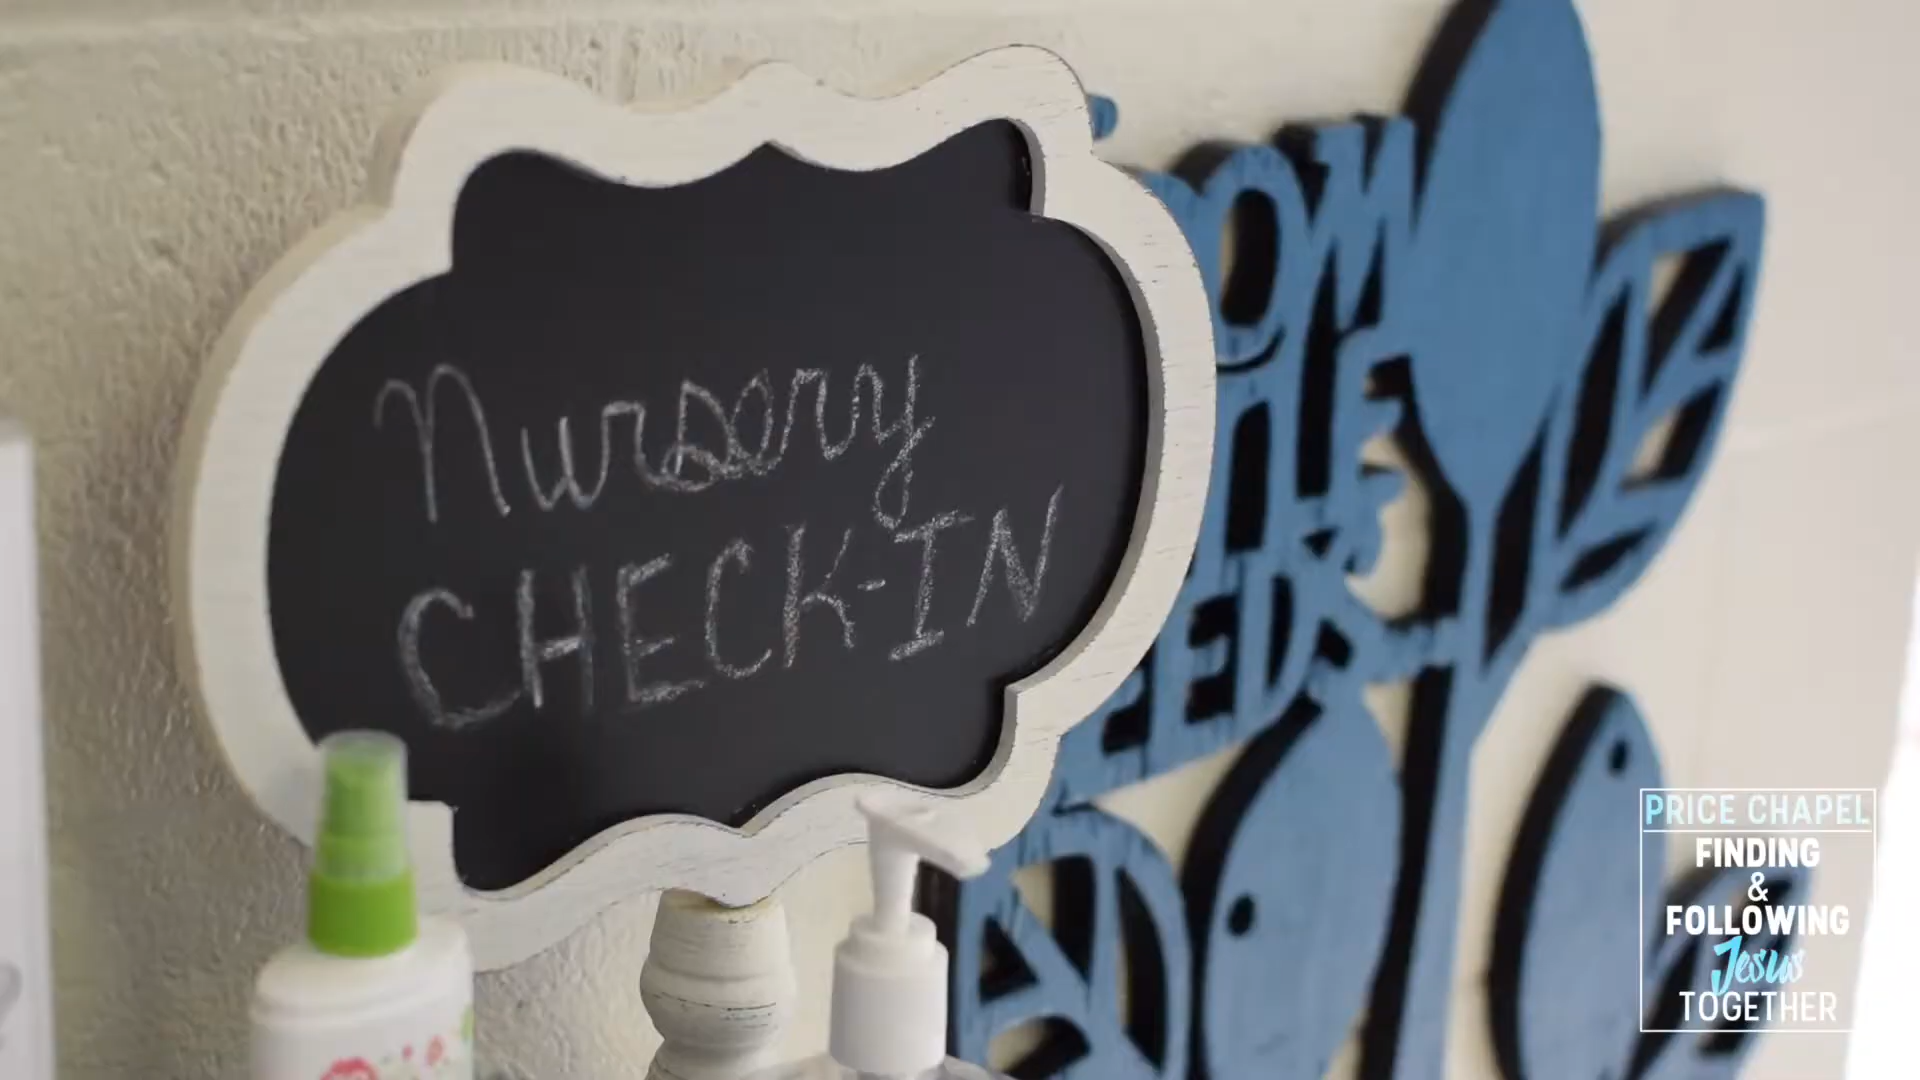 Nursery
CHECK-IN
PRICE CHAPEL
FINDING
&
FOLLOWING
Jesus
TOGETHER